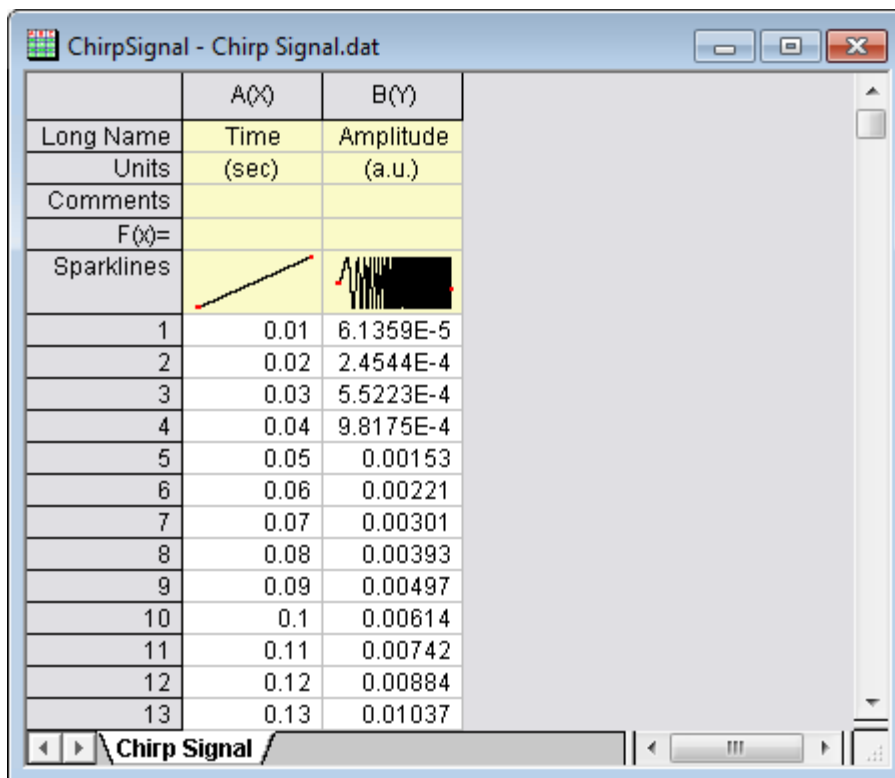 ChirpSignal - Chirp Signal.dat
A(X) B(Y)
Long Name Time Amplitude
Units (sec) (a.u.)
Comments
F(x)=
Sparklines
1 0.01 6.1359E-5
2 0.02 2.4544E-4
3 0.03 5.5223E-4
4 0.04 9.8175E-4
5 0.05 0.00153
6 0.06 0.00221
7 0.07 0.00301
8 0.08 0.00393
9 0.09 0.00497
10 0.1 0.00614
11 0.11 0.00742
12 0.12 0.00884
13 0.13 0.01037
Chirp Signal